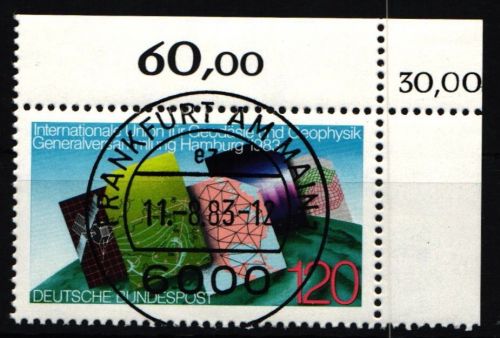 60,00
30,00
Internationale Union für Geodäsie und Geophysik
Generalversammlung Hamburg 1983
FRANKFURT AM MAIN
11.-8.83-12
6000
120
DEUTSCHE BUNDESPOST